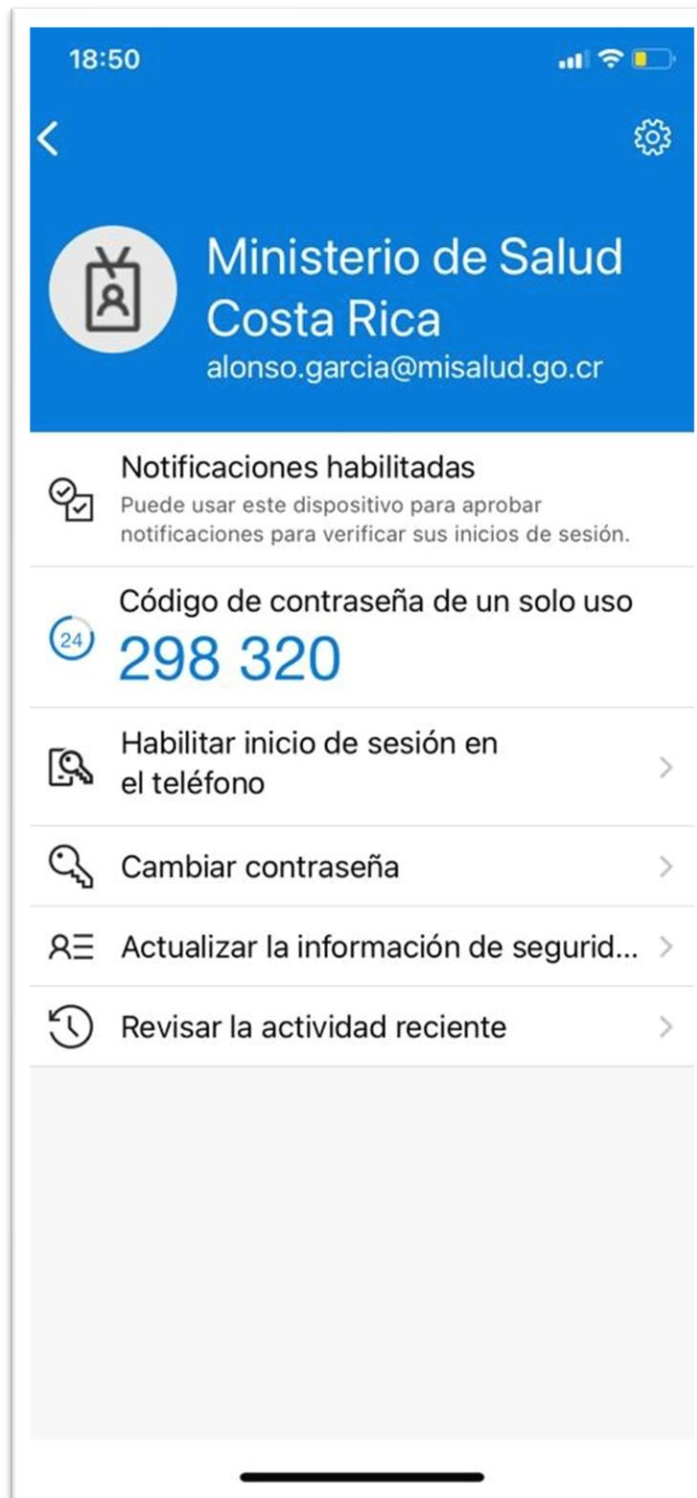 18:50
Ministerio de Salud
Costa Rica
alonso.garcia@misalud.go.cr
Notificaciones habilitadas
Puede usar este dispositivo para aprobar
notificaciones para verificar sus inicios de sesión.
Código de contraseña de un solo uso
24
298 320
Habilitar inicio de sesión en
el teléfono
Cambiar contraseña
Actualizar la información de segurid...
Revisar la actividad reciente